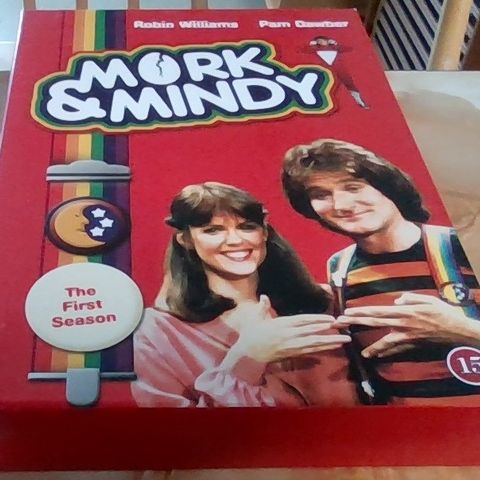 Robin Williams Pam Dawber
MORK
& MINDY
The
First
Season
15